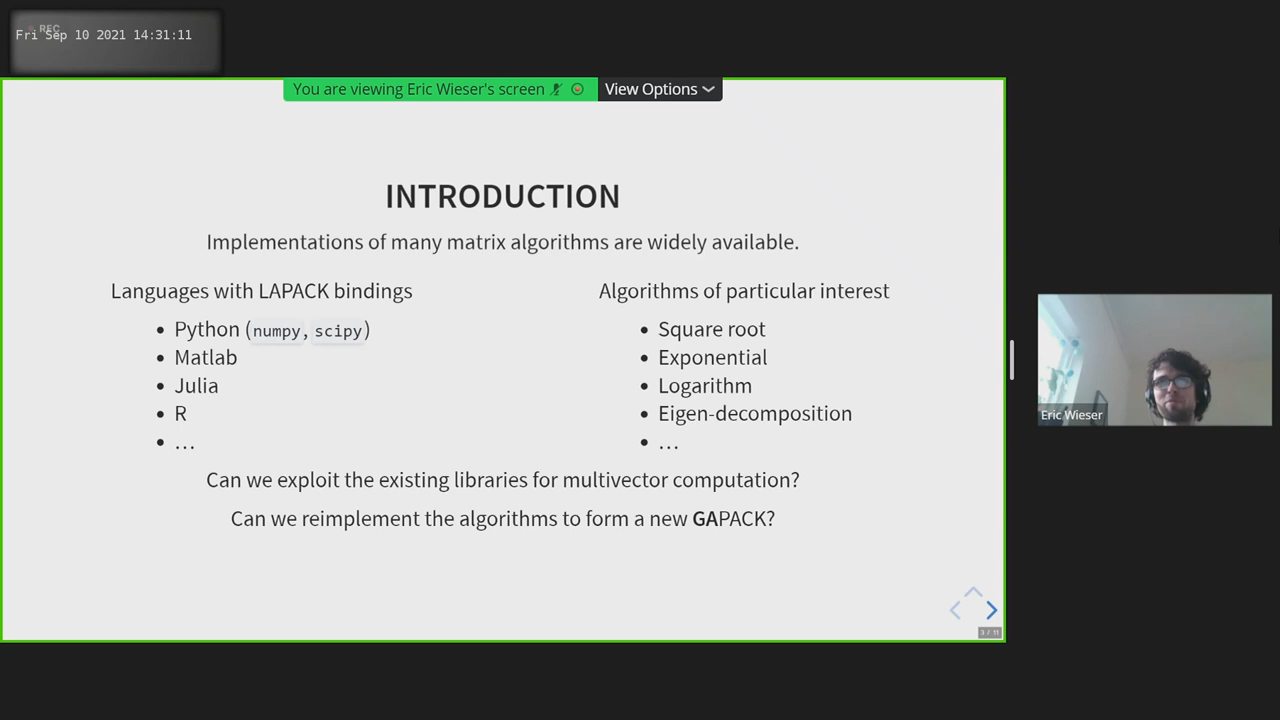 REC
Fri Sep 10 2021 14:31:11
You are viewing Eric Wieser's screen
View Options
INTRODUCTION
Implementations of many matrix algorithms are widely available.
Languages with LAPACK bindings
• Python (numpy, scipy)
• Matlab
• Julia
• R
• …
Algorithms of particular interest
• Square root
• Exponential
• Logarithm
• Eigen-decomposition
• …
Can we exploit the existing libraries for multivector computation?
Can we reimplement the algorithms to form a new GAPACK?
3 / 11
Eric Wieser